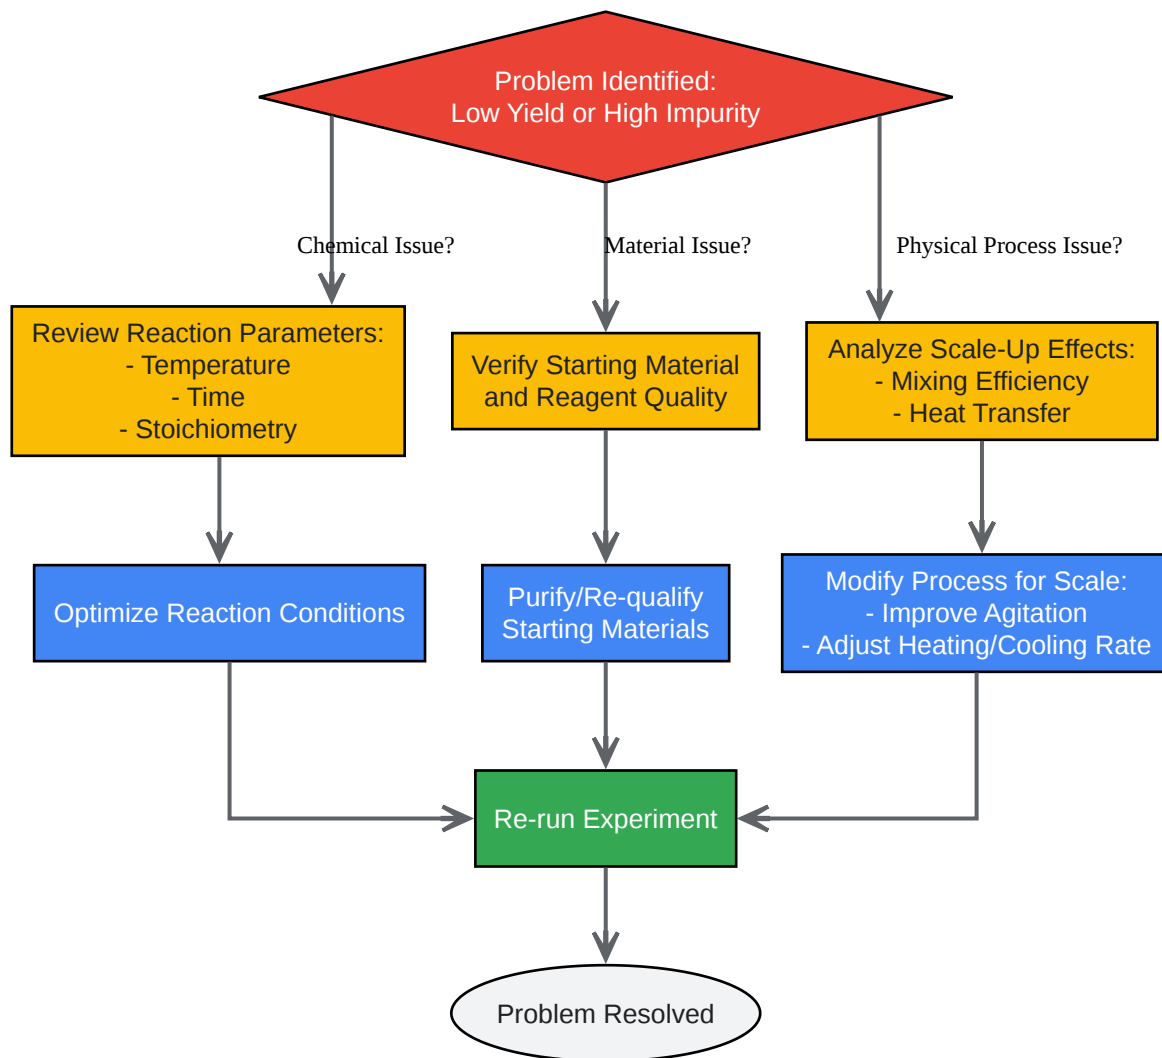 Problem Identified:
Low Yield or High Impurity
Chemical Issue?
Material Issue?
Physical Process Issue?
Review Reaction Parameters:
- Temperature
- Time
- Stoichiometry
Verify Starting Material
and Reagent Quality
Analyze Scale-Up Effects:
- Mixing Efficiency
- Heat Transfer
Optimize Reaction Conditions
Purify/Re-qualify
Starting Materials
Modify Process for Scale:
- Improve Agitation
- Adjust Heating/Cooling Rate
Re-run Experiment
Problem Resolved